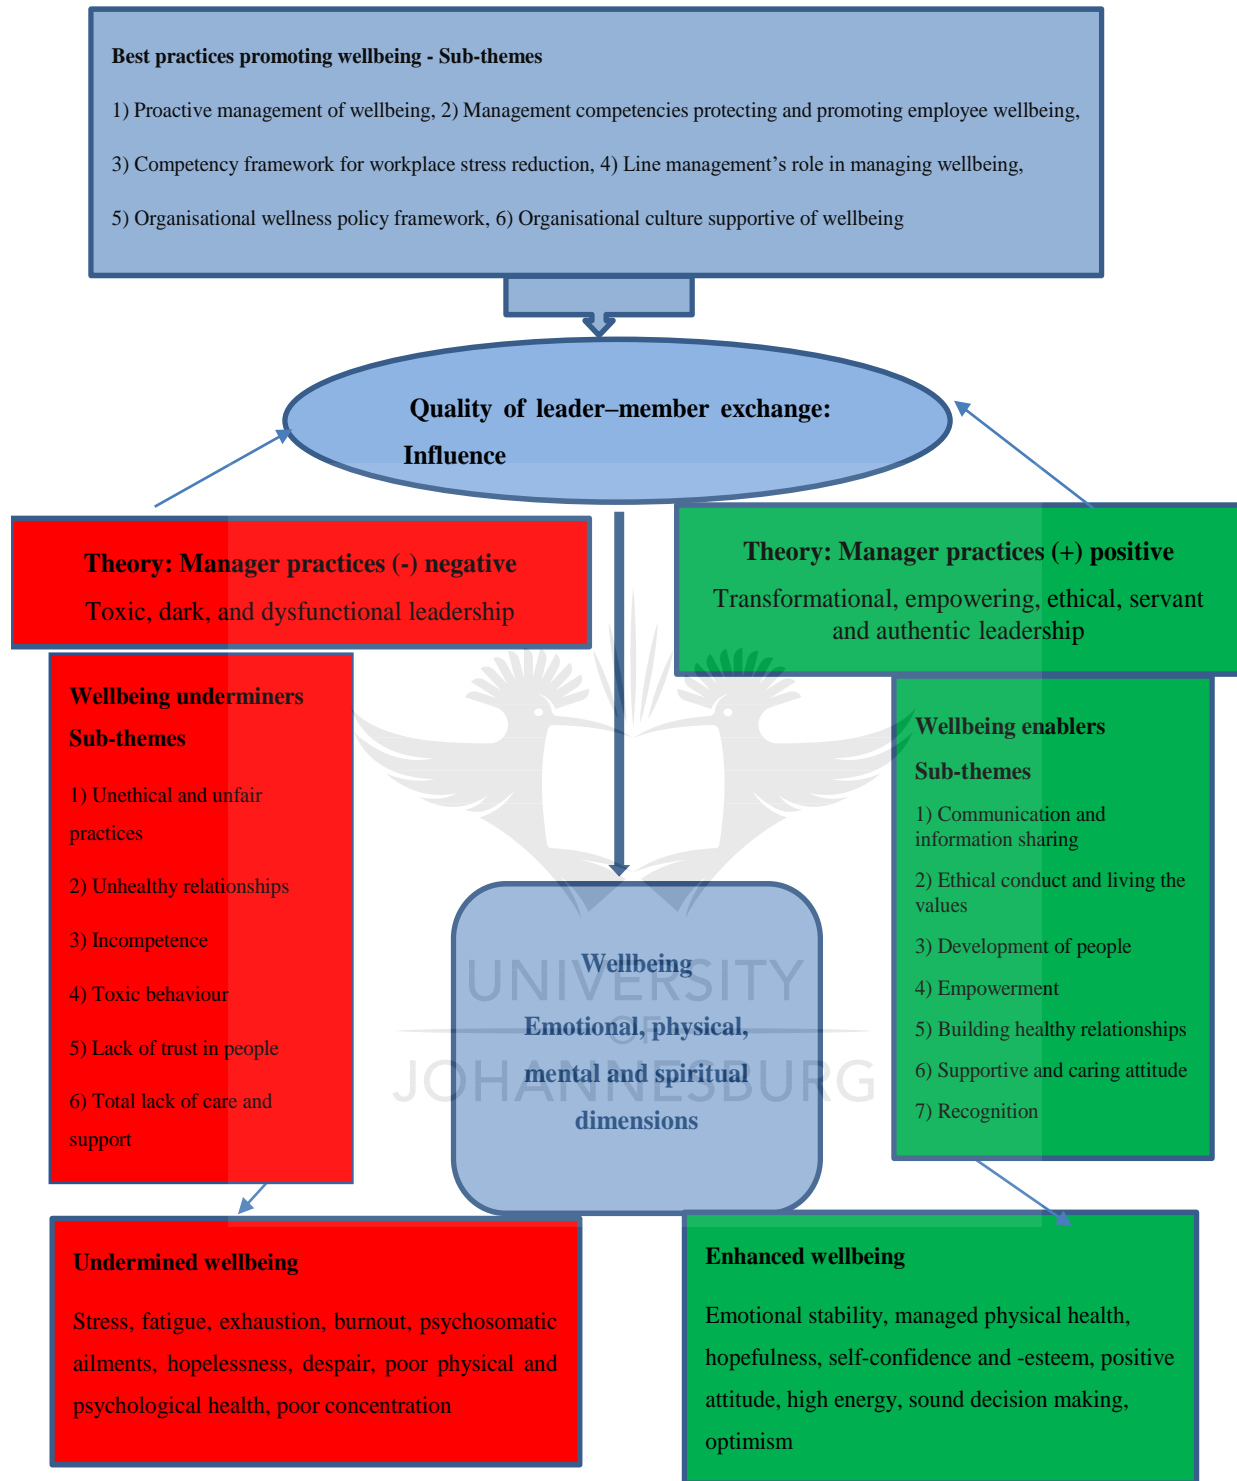 Best practices promoting wellbeing - Sub-themes
1) Proactive management of wellbeing, 2) Management competencies protecting and promoting employee wellbeing,
3) Competency framework for workplace stress reduction, 4) Line management’s role in managing wellbeing,
5) Organisational wellness policy framework, 6) Organisational culture supportive of wellbeing
Quality of leader–member exchange:
Influence
Theory: Manager practices (-) negative
Toxic, dark, and dysfunctional leadership
Theory: Manager practices (+) positive
Transformational, empowering, ethical, servant
and authentic leadership
Wellbeing underminers
Sub-themes
1) Unethical and unfair
practices
2) Unhealthy relationships
3) Incompetence
4) Toxic behaviour
5) Lack of trust in people
6) Total lack of care and
support
Wellbeing enablers
Sub-themes
1) Communication and
information sharing
2) Ethical conduct and living the
values
3) Development of people
4) Empowerment
5) Building healthy relationships
6) Supportive and caring attitude
7) Recognition
Wellbeing
Emotional, physical,
mental and spiritual
dimensions
UNIVERSITY
OF
JOHANNESBURG
Undermined wellbeing
Stress, fatigue, exhaustion, burnout, psychosomatic
ailments, hopelessness, despair, poor physical and
psychological health, poor concentration
Enhanced wellbeing
Emotional stability, managed physical health,
hopefulness, self-confidence and -esteem, positive
attitude, high energy, sound decision making,
optimism